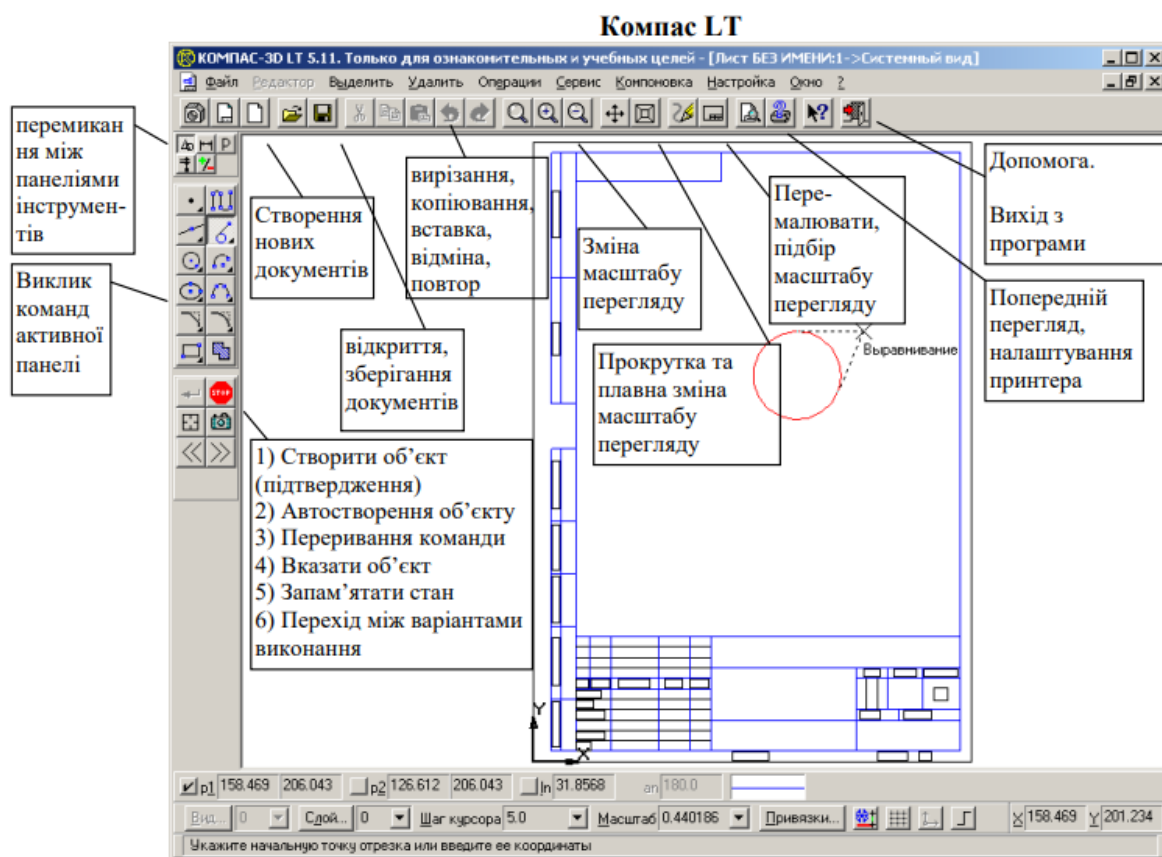 Компас LT
КОМПАС-3D LT 5.11. Только для ознакомительных и учебных целей - [Лист БЕЗ ИМЕНИ:1->Системный вид]
Файл Редактор Выделить Удалить Операции Сервис Компоновка Настройка Окно ?
перемикан
ня між
панеліями
інструмен-
тів
Виклик
команд
активної
панелі
STOP
Створення
нових
документів
відкриття,
зберігання
документів
вирізання,
копіювання,
вставка,
відміна,
повтор
Зміна
масштабу
перегляду
Прокрутка та
плавна зміна
масштабу
перегляду
Пере-
малювати,
підбір
масштабу
перегляду
Выравнивание
Допомога.
Вихід з
програми
Попередній
перегляд,
налаштування
принтера
1) Створити об’єкт
(підтвердження)
2) Автостворення об’єкту
3) Переривання команди
4) Вказати об’єкт
5) Запам’ятати стан
6) Перехід між варіантами
виконання
Y
X
p1 158.469 206.043 p2 126.612 206.043 ln 31.8568 an 180.0
Вид... 0 Слой... 0 Шаг курсора 5.0 Масштаб 0.440186 Привязки... X 158.469 Y 201.234
Укажите начальную точку отрезка или введите ее координаты